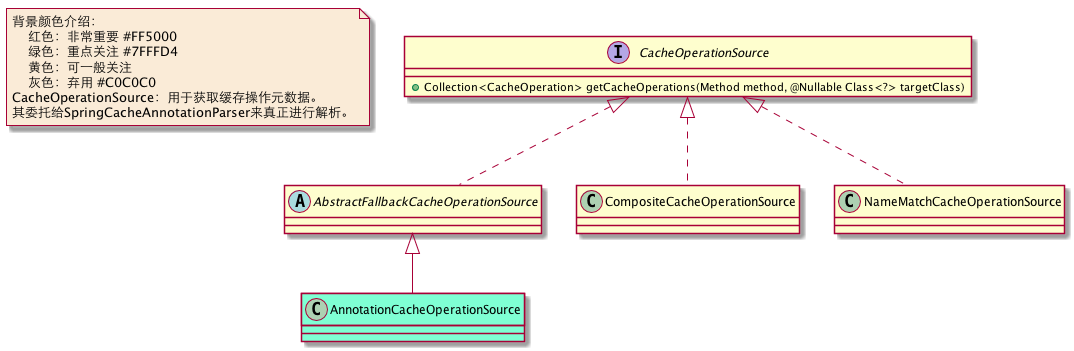 背景颜色介绍：
红色：非常重要 #FF5000
绿色：重点关注 #7FFFD4
黄色：可一般关注
灰色：弃用 #C0C0C0
CacheOperationSource：用于获取缓存操作元数据。
其委托给SpringCacheAnnotationParser来真正进行解析。
I CacheOperationSource
Collection<CacheOperation> getCacheOperations(Method method, @Nullable Class<?> targetClass)
A AbstractFallbackCacheOperationSource
C CompositeCacheOperationSource
C NameMatchCacheOperationSource
C AnnotationCacheOperationSource